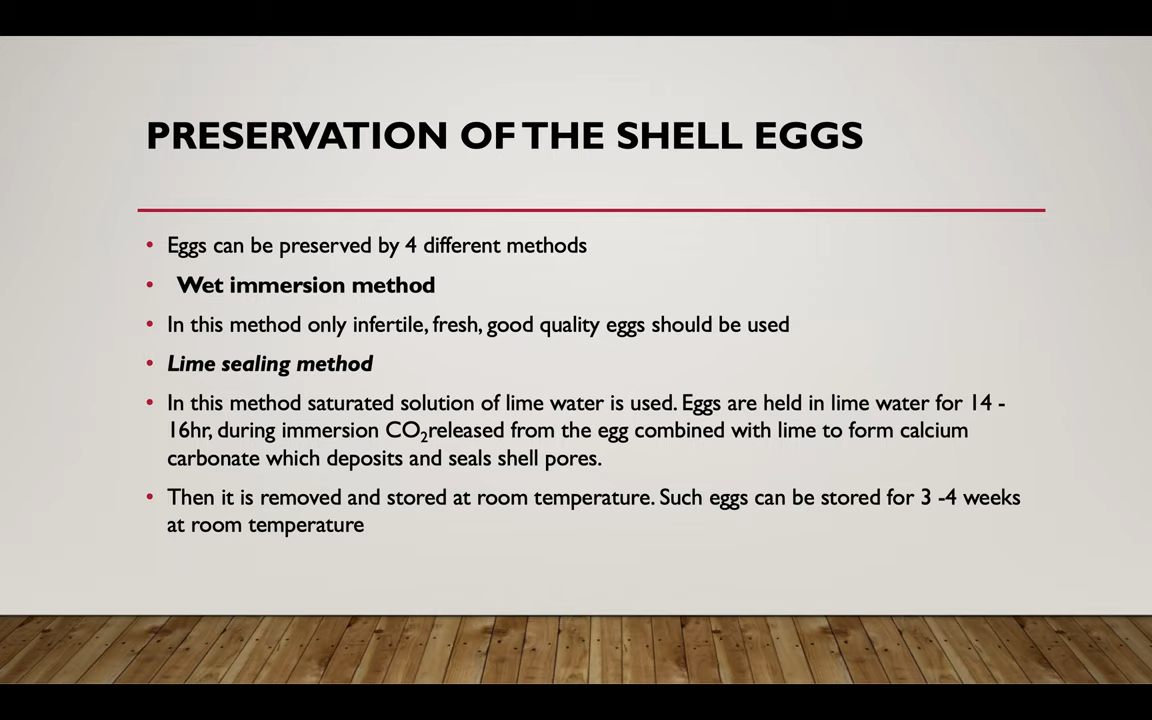 PRESERVATION OF THE SHELL EGGS
• Eggs can be preserved by 4 different methods
• Wet immersion method
• In this method only infertile, fresh, good quality eggs should be used
• Lime sealing method
• In this method saturated solution of lime water is used. Eggs are held in lime water for 14 -
16hr, during immersion CO₂released from the egg combined with lime to form calcium
carbonate which deposits and seals shell pores.
• Then it is removed and stored at room temperature. Such eggs can be stored for 3 -4 weeks
at room temperature